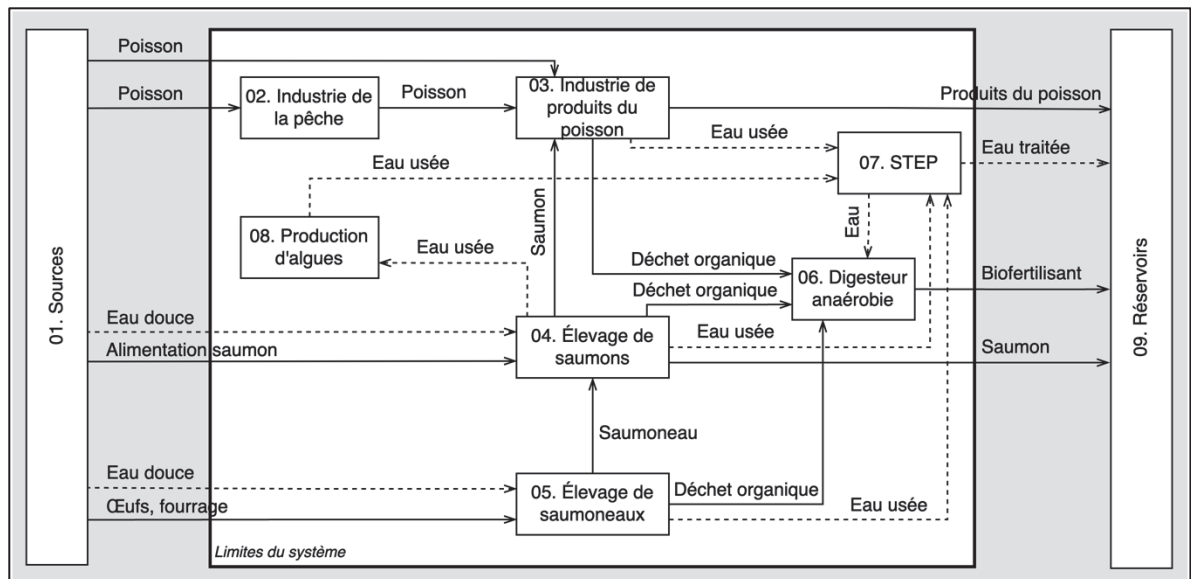 Poisson
Poisson
02. Industrie de
la pêche
Poisson
03. Industrie de
produits du
poisson
Produits du poisson
Eau usée
Eau usée
07. STEP
Eau traitée
01. Sources
08. Production
d'algues
Eau usée
Saumon
Eau
Déchet organique
Déchet organique
06. Digesteur
anaérobie
Biofertilisant
09. Réservoirs
Eau douce
Alimentation saumon
04. Élevage de
saumons
Eau usée
Saumon
Saumoneau
Eau douce
Œufs, fourrage
05. Élevage de
saumoneaux
Déchet organique
Eau usée
Limites du système